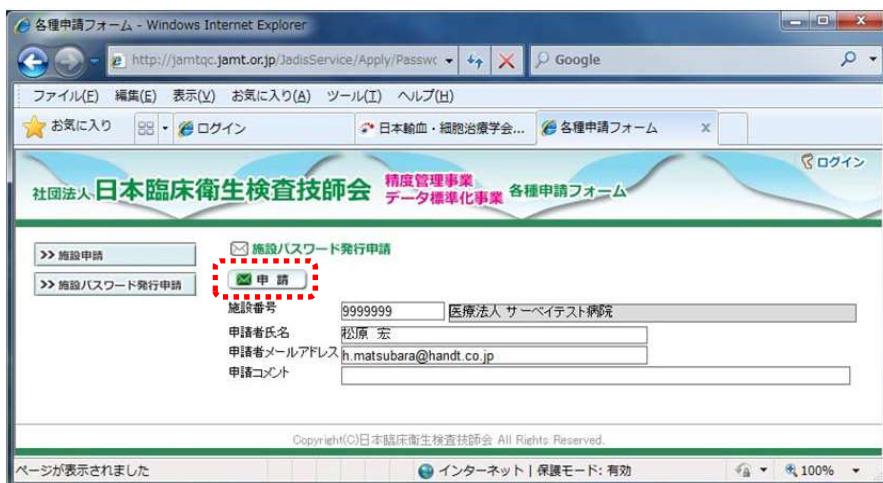 各種申請フォーム - Windows Internet Explorer
http://jamtqc.jamt.or.jp/JadisService/Apply/Passwc
Google
ファイル(F) 編集(E) 表示(V) お気に入り(A) ツール(T) ヘルプ(H)
お気に入り ログイン 日本輸血・細胞治療学会... 各種申請フォーム x
ログイン
社団法人 日本臨床衛生検査技師会 精度管理事業 データ標準化事業 各種申請フォーム
>> 施設申請
>> 施設パスワード発行申請
施設パスワード発行申請
申 請
施設番号 9999999 医療法人 サーベイテスト病院
申請者氏名 松原 宏
申請者メールアドレス h.matsubara@handt.co.jp
申請コメント
Copyright(C)日本臨床衛生検査技師会 All Rights Reserved.
ページが表示されました インターネット | 保護モード: 有効 100%